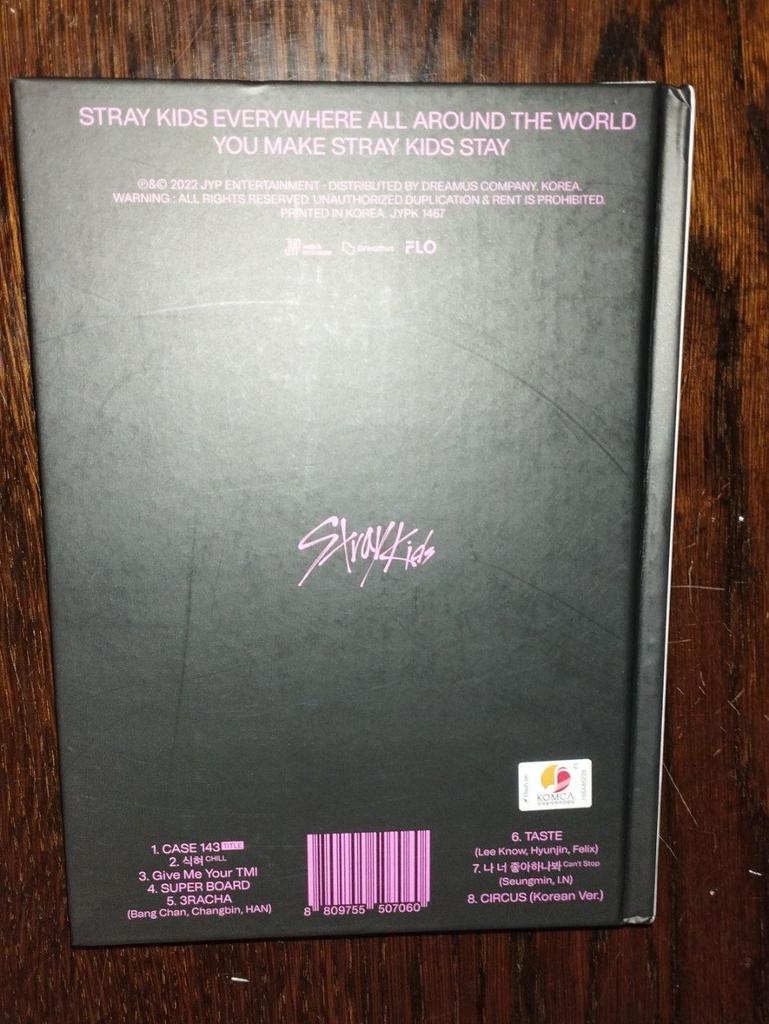 STRAY KIDS EVERYWHERE ALL AROUND THE WORLD
YOU MAKE STRAY KIDS STAY
℗&© 2022 JYP ENTERTAINMENT · DISTRIBUTED BY DREAMUS COMPANY. KOREA.
WARNING : ALL RIGHTS RESERVED. UNAUTHORIZED DUPLICATION & RENT IS PROHIBITED.
PRINTED IN KOREA. JYPK 1467
JYP Dreamus FLO
Stray Kids
KOMCA
1. CASE 143 TITLE
2. 식혀 CHILL
3. Give Me Your TMI
4. SUPER BOARD
5. 3RACHA
(Bang Chan, Changbin, HAN)
8 809755 507060
6. TASTE
(Lee Know, Hyunjin, Felix)
7. 나 너 좋아하나봐 Can't Stop
(Seungmin, I.N)
8. CIRCUS (Korean Ver.)